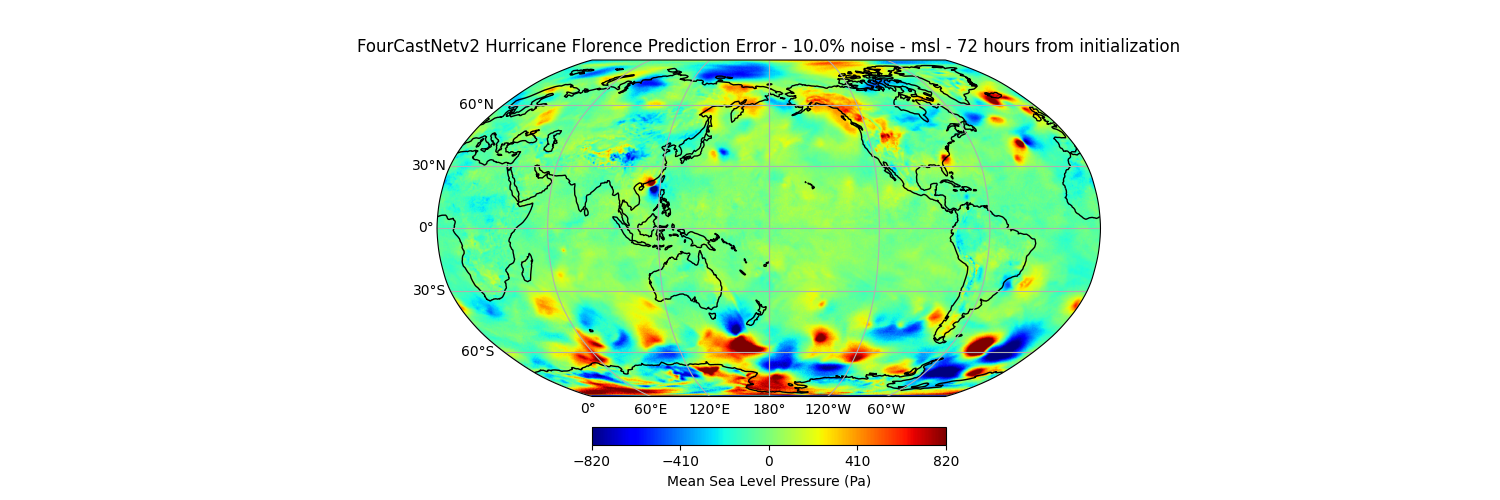 FourCastNetv2 Hurricane Florence Prediction Error - 10.0% noise - msl - 72 hours from initialization
60°N
30°N
0°
30°S
60°S
0° 60°E 120°E 180° 120°W 60°W
−820 −410 0 410 820
Mean Sea Level Pressure (Pa)